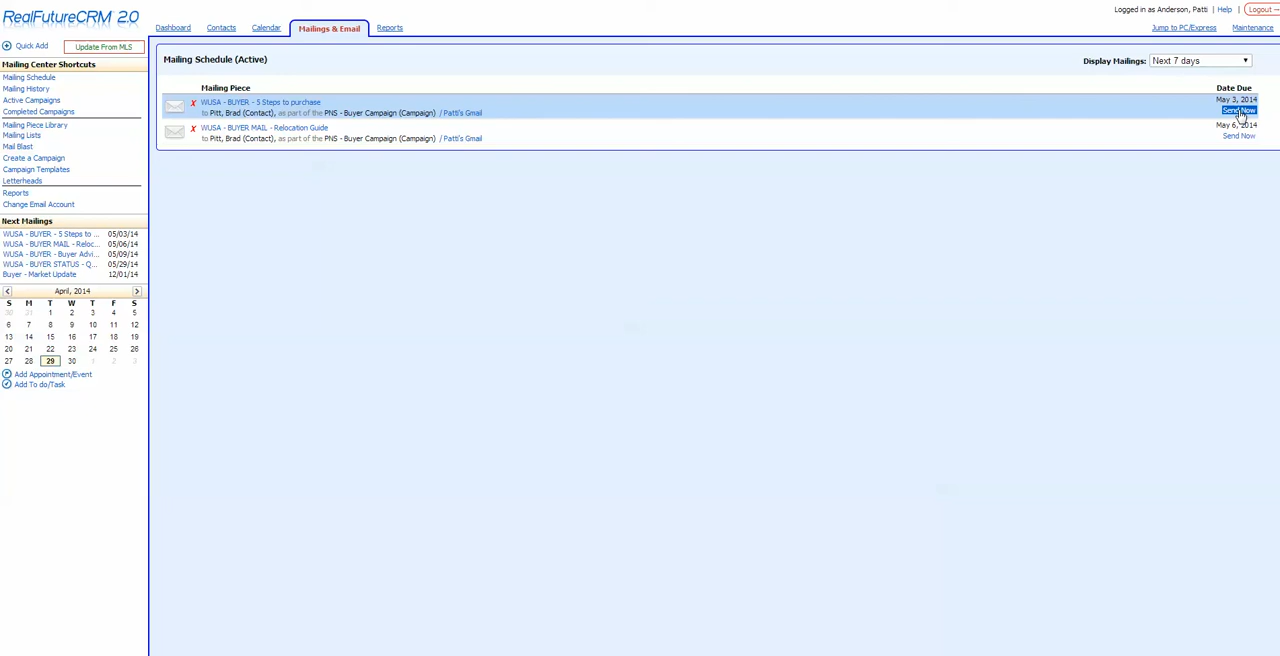 RealFutureCRM 2.0
Logged in as Anderson, Patti | Help | Logout
Dashboard Contacts Calendar Mailings & Email Reports
Jump to PC/Express Maintenance
Quick Add Update From MLS
Mailing Center Shortcuts
Mailing Schedule
Mailing History
Active Campaigns
Completed Campaigns
Mailing Piece Library
Mailing Lists
Mail Blast
Create a Campaign
Campaign Templates
Letterheads
Reports
Change Email Account
Next Mailings
WUSA - BUYER - 5 Steps to ... 05/03/14
WUSA - BUYER MAIL - Reloc... 05/06/14
WUSA - BUYER - Buyer Advi... 05/09/14
WUSA - BUYER STATUS - Q... 05/29/14
Buyer - Market Update 12/01/14
April, 2014
S M T W T F S
30 31 1 2 3 4 5
6 7 8 9 10 11 12
13 14 15 16 17 18 19
20 21 22 23 24 25 26
27 28 29 30 1 2 3
Add Appointment/Event
Add To do/Task
Mailing Schedule (Active)
Display Mailings: Next 7 days
Mailing Piece Date Due
WUSA - BUYER - 5 Steps to purchase May 3, 2014
to Pitt, Brad (Contact), as part of the PNS - Buyer Campaign (Campaign) / Patti's Gmail Send Now
WUSA - BUYER MAIL - Relocation Guide May 6, 2014
to Pitt, Brad (Contact), as part of the PNS - Buyer Campaign (Campaign) / Patti's Gmail Send Now